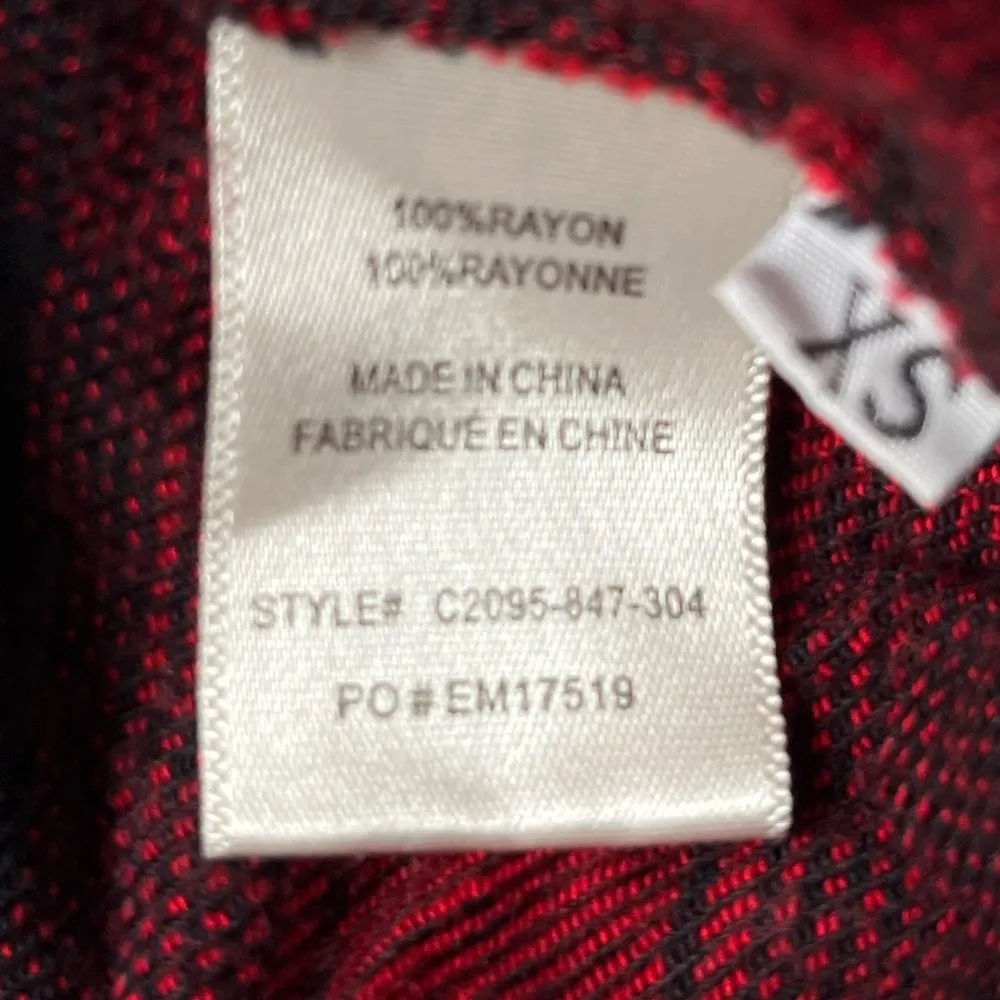 100%RAYON
100%RAYONNE
MADE IN CHINA
FABRIQUÉ EN CHINE
STYLE# C2095-847-304
PO#EM17519
XS